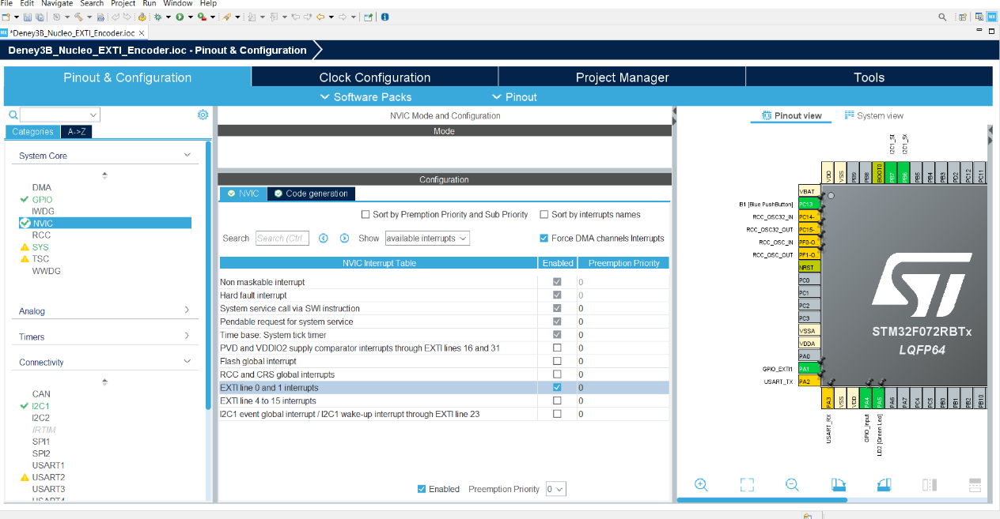 File Edit Navigate Search Project Run Window Help
*Deney3B_Nucleo_EXTI_Encoder.ioc
Deney3B_Nucleo_EXTI_Encoder.ioc - Pinout & Configuration
Pinout & Configuration
Clock Configuration
Project Manager
Tools
Software Packs
Pinout
Categories
A->Z
System Core
DMA
GPIO
IWDG
NVIC
RCC
SYS
TSC
WWDG
Analog
Timers
Connectivity
CAN
I2C1
I2C2
IRTIM
SPI1
SPI2
USART1
USART2
USART3
USART4
NVIC Mode and Configuration
Mode
Configuration
NVIC
Code generation
Sort by Premption Priority and Sub Priority
Sort by interrupts names
Search
Search (Ctrl...
Show
available interrupts
Force DMA channels Interrupts
NVIC Interrupt Table Enabled Preemption Priority
Non maskable interrupt 0
Hard fault interrupt 0
System service call via SWI instruction 0
Pendable request for system service 0
Time base: System tick timer 0
PVD and VDDIO2 supply comparator interrupts through EXTI lines 16 and 31 0
Flash global interrupt 0
RCC and CRS global interrupts 0
EXTI line 0 and 1 interrupts 0
EXTI line 4 to 15 interrupts 0
I2C1 event global interrupt / I2C1 wake-up interrupt through EXTI line 23 0
Enabled Preemption Priority 0
Pinout view
System view
VDD
VSS
PB9
PB8
BOOT0
PB7
PB6
PB5
PB4
PB3
PD2
PC12
PC11
VBAT
B1 [Blue PushButton] PC13
RCC_OSC32_IN PC14-
RCC_OSC32_OUT PC15-
RCC_OSC_IN PF0-O
RCC_OSC_OUT PF1-O
NRST
PC0
PC1
PC2
PC3
VSSA
VDDA
PA0
GPIO_EXTI1 PA1
USART_TX PA2
STM32F072RBTx
LQFP64
PA3
VSS
VDD
PA4
PA5
PA6
PA7
PC4
PC5
PB0
PB1
PB2
PB10
USART_RX
GPIO_Input
LD2 [Green Led]